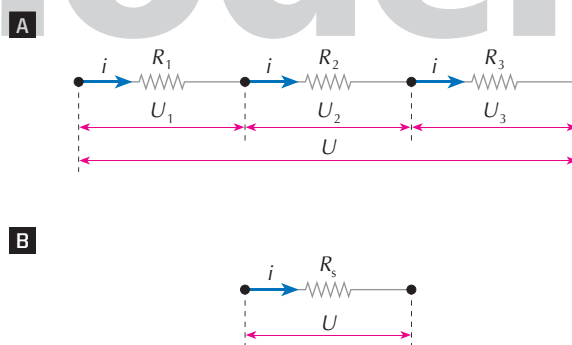 A
i R₁ i R₂ i R₃
U₁ U₂ U₃
U
B
i Rₛ
U